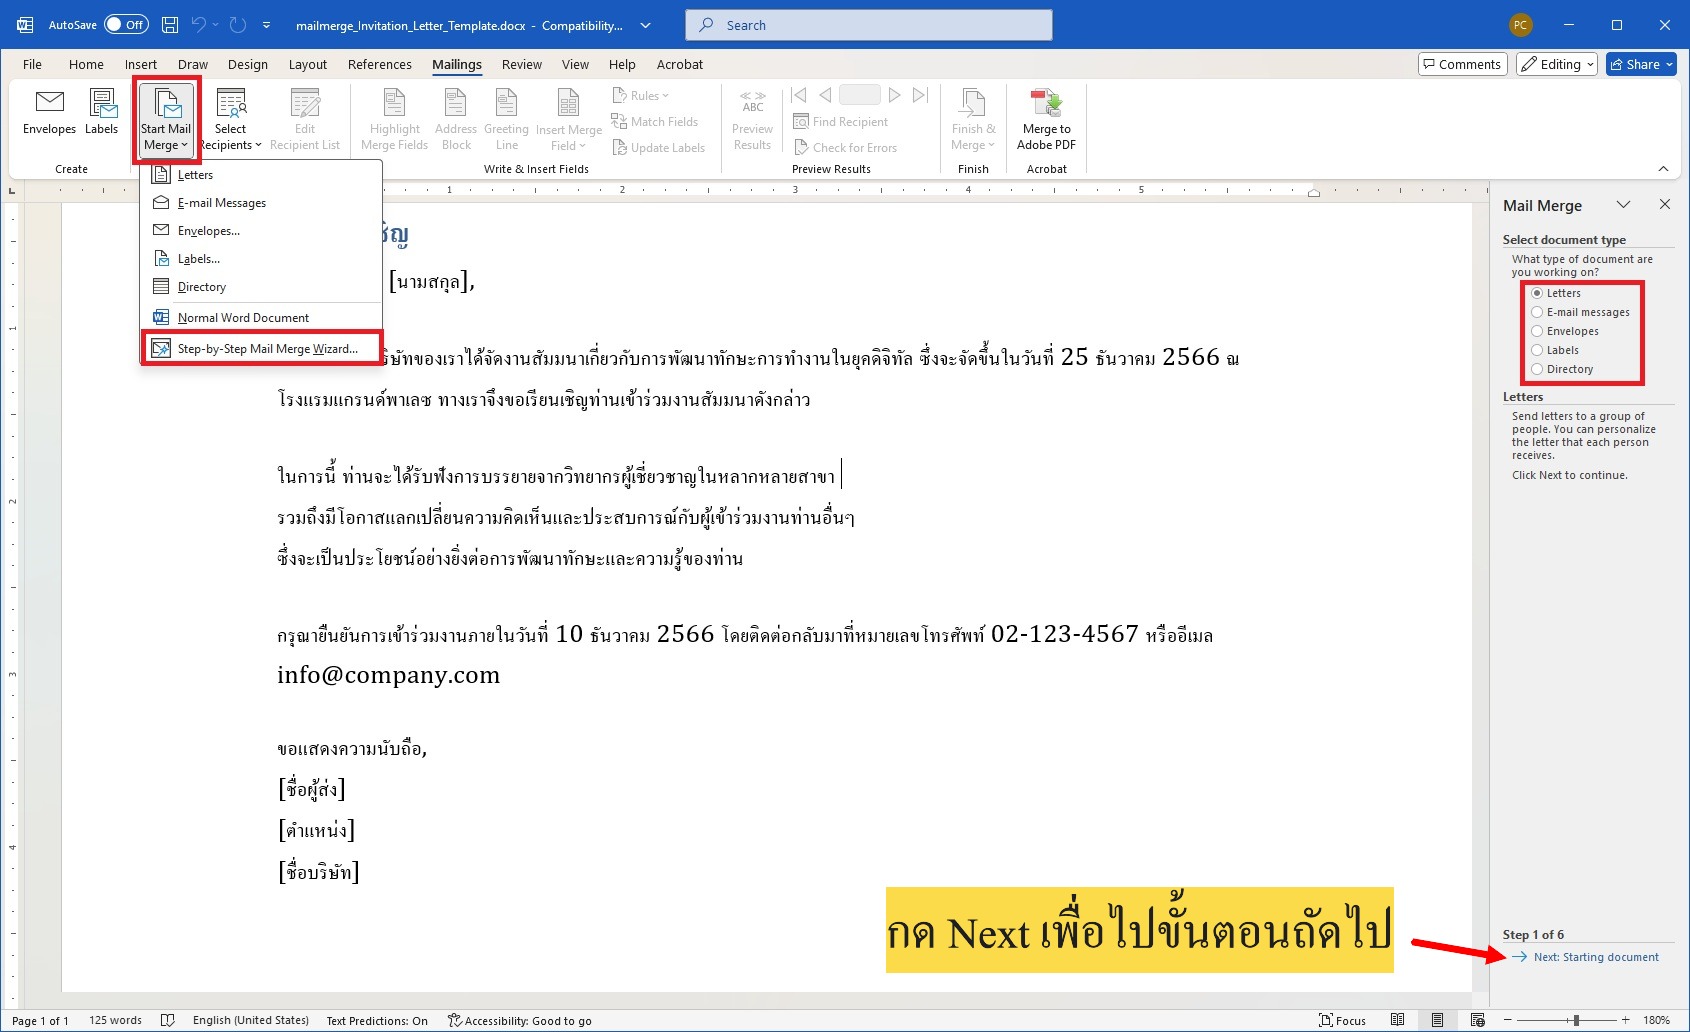 AutoSave Off mailmerge_Invitation_Letter_Template.docx - Compatibility... Search PC
File Home Insert Draw Design Layout References Mailings Review View Help Acrobat Comments Editing Share
Envelopes Labels Start Mail Merge Select Recipients Edit Recipient List Highlight Merge Fields Address Block Greeting Line Insert Merge Field Rules Match Fields Update Labels ABC Preview Results Find Recipient Check for Errors Finish & Merge Merge to Adobe PDF
Create Write & Insert Fields Preview Results Finish Acrobat
Letters
E-mail Messages
Envelopes...
Labels...
Directory
Normal Word Document
Step-by-Step Mail Merge Wizard...
1 2 3 4 5
1
2
3
4
ชิญ
[นามสกุล],
ริษัทของเราได้จัดงานสัมมนาเกี่ยวกับการพัฒนาทักษะการทำงานในยุคดิจิทัล ซึ่งจะจัดขึ้นในวันที่ 25 ธันวาคม 2566 ณ
โรงแรมแกรนด์พาเลซ ทางเราจึงขอเรียนเชิญท่านเข้าร่วมงานสัมมนาดังกล่าว
ในการนี้ ท่านจะได้รับฟังการบรรยายจากวิทยากรผู้เชี่ยวชาญในหลากหลายสาขา
รวมถึงมีโอกาสแลกเปลี่ยนความคิดเห็นและประสบการณ์กับผู้เข้าร่วมงานท่านอื่นๆ
ซึ่งจะเป็นประโยชน์อย่างยิ่งต่อการพัฒนาทักษะและความรู้ของท่าน
กรุณายืนยันการเข้าร่วมงานภายในวันที่ 10 ธันวาคม 2566 โดยติดต่อกลับมาที่หมายเลขโทรศัพท์ 02-123-4567 หรืออีเมล
info@company.com
ขอแสดงความนับถือ,
[ชื่อผู้ส่ง]
[ตำแหน่ง]
[ชื่อบริษัท]
กด Next เพื่อไปขั้นตอนถัดไป
Mail Merge
Select document type
What type of document are
you working on?
Letters
E-mail messages
Envelopes
Labels
Directory
Letters
Send letters to a group of
people. You can personalize
the letter that each person
receives.
Click Next to continue.
Step 1 of 6
Next: Starting document
Page 1 of 1 125 words English (United States) Text Predictions: On Accessibility: Good to go Focus 180%